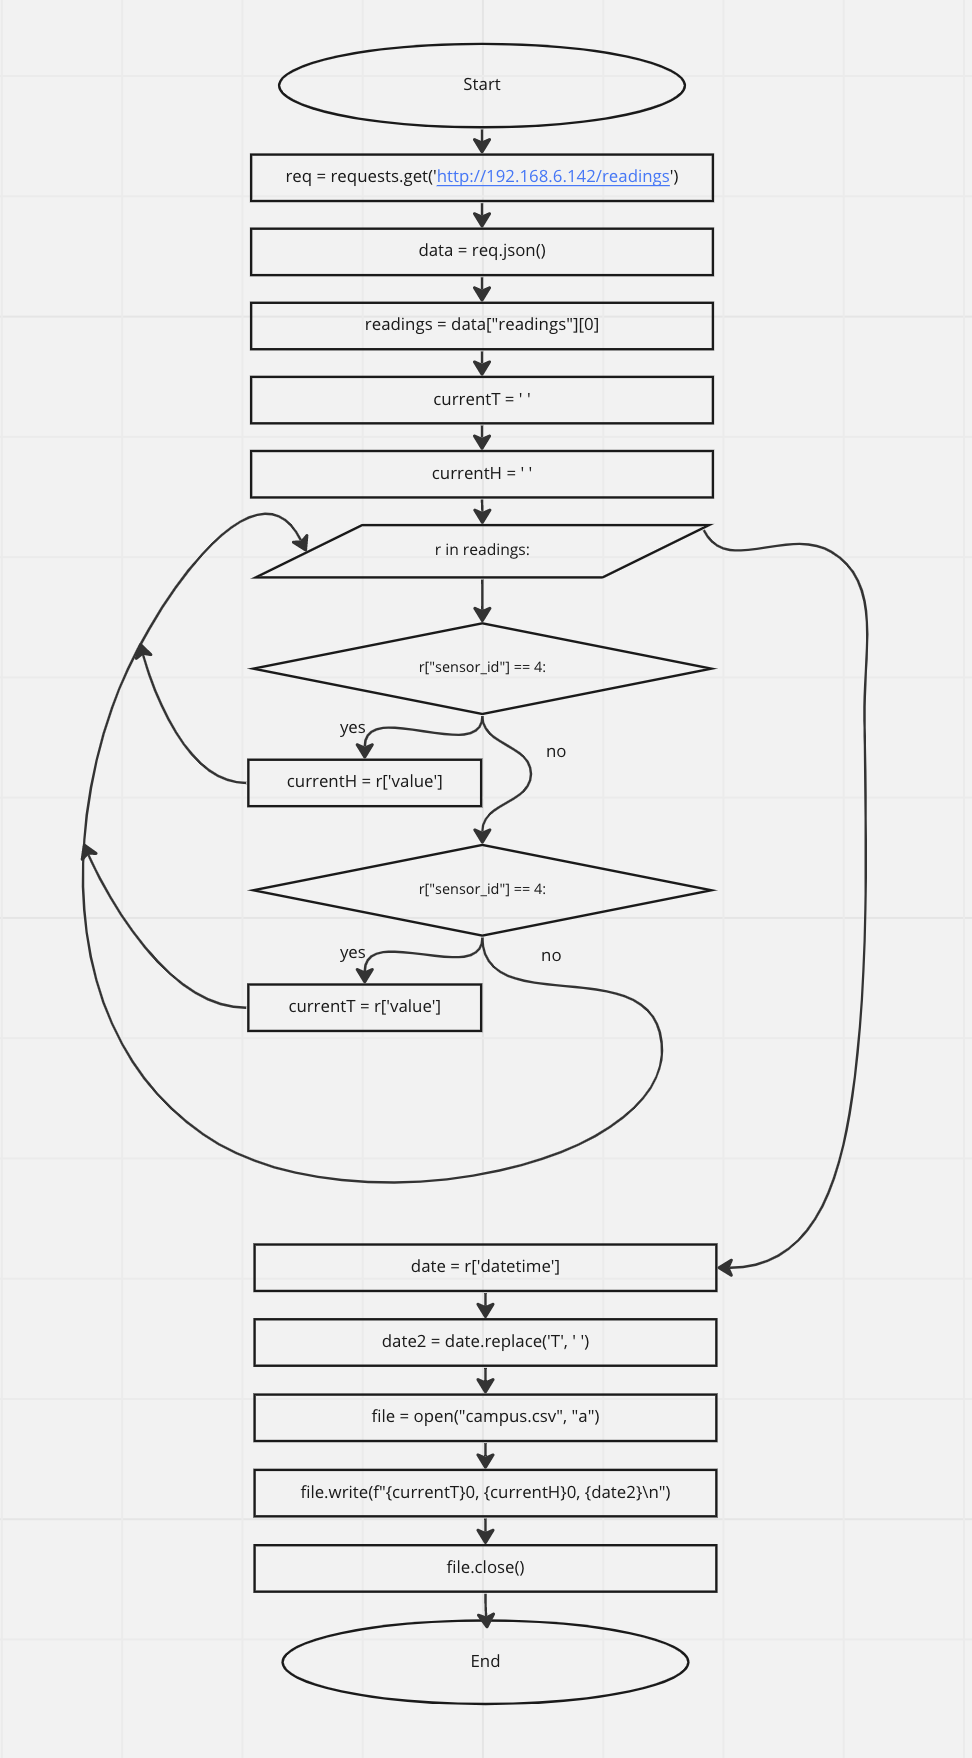 Start
req = requests.get('http://192.168.6.142/readings')
data = req.json()
readings = data["readings"][0]
currentT = ' '
currentH = ' '
r in readings:
r["sensor_id"] == 4:
yes
no
currentH = r['value']
r["sensor_id"] == 4:
yes
no
currentT = r['value']
date = r['datetime']
date2 = date.replace('T', ' ')
file = open("campus.csv", "a")
file.write(f"{currentT}0, {currentH}0, {date2}\n")
file.close()
End